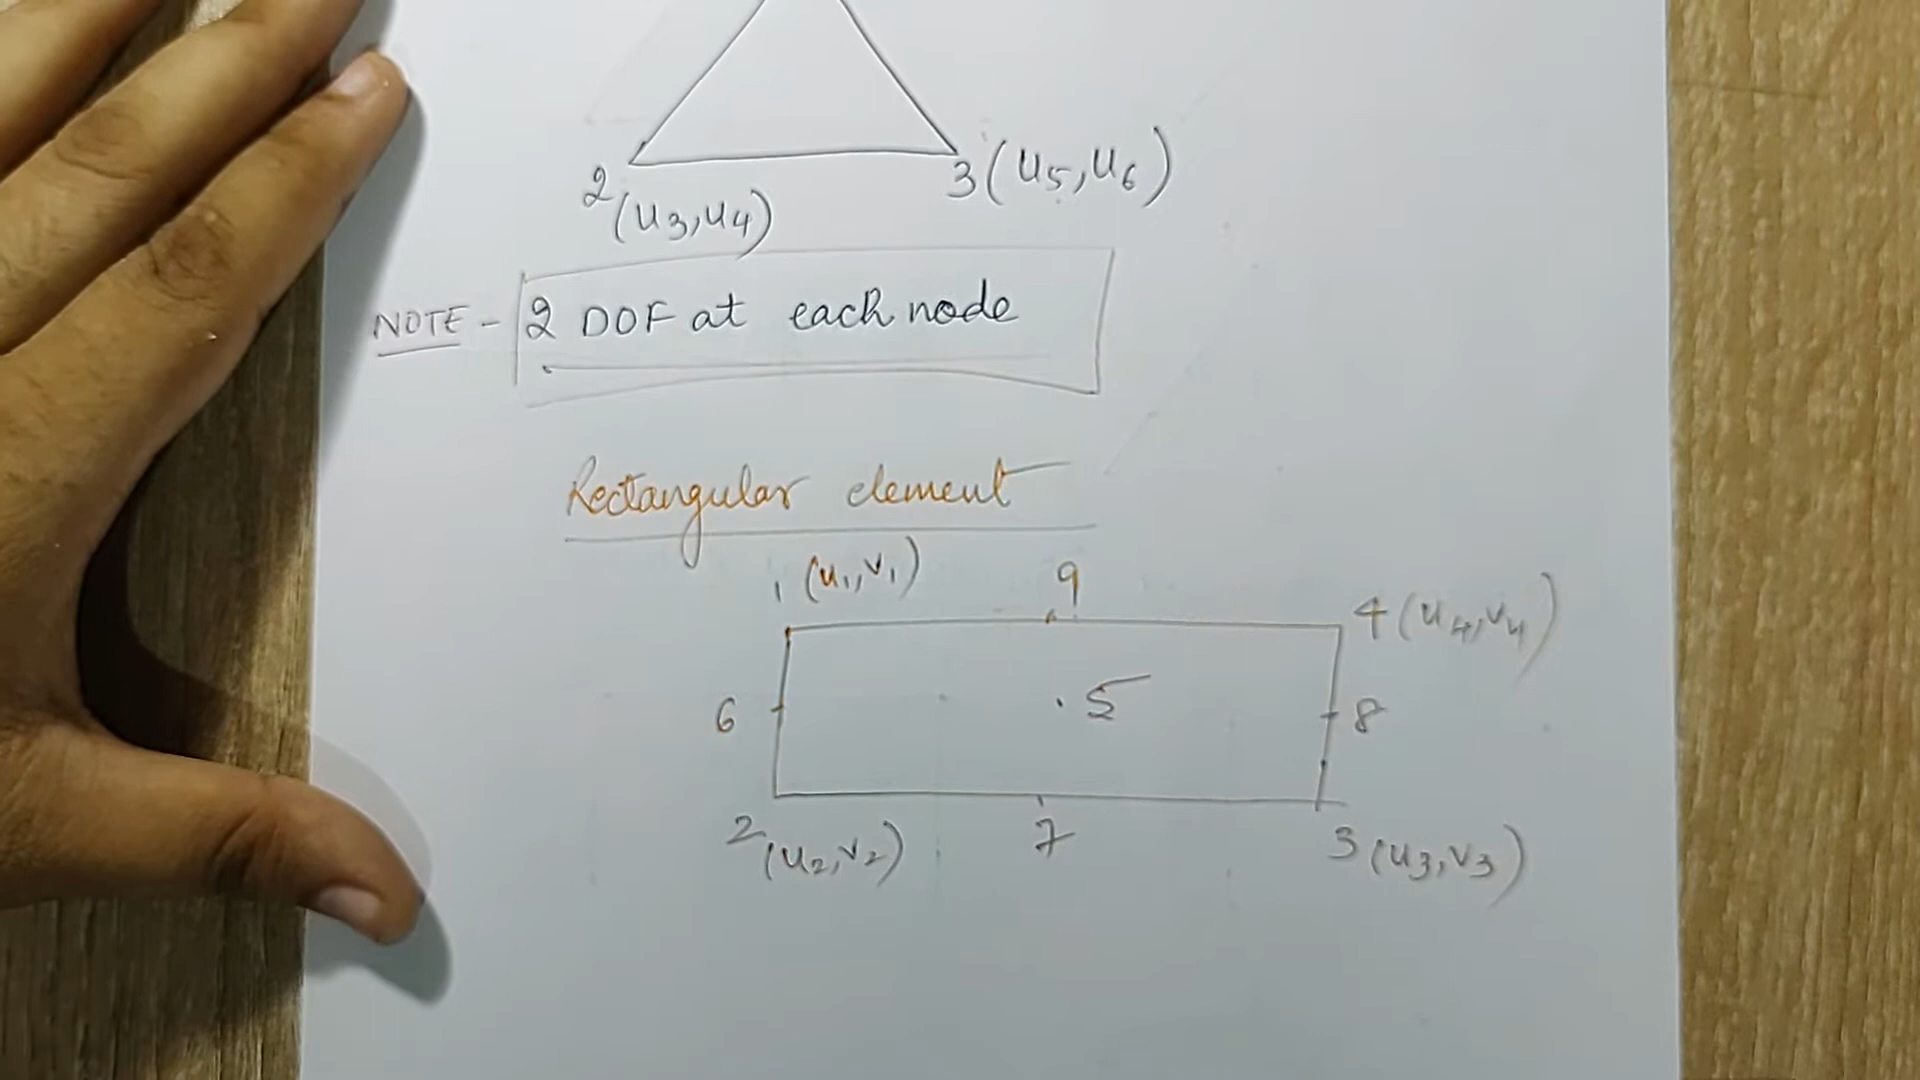 2 (u3,u4)
3 (u5,u6)
NOTE - 2 DOF at each node
Rectangular element
1 (u1,v1)
9
4 (u4,v4)
6
. 5
8
2 (u2,v2)
7
3 (u3,v3)